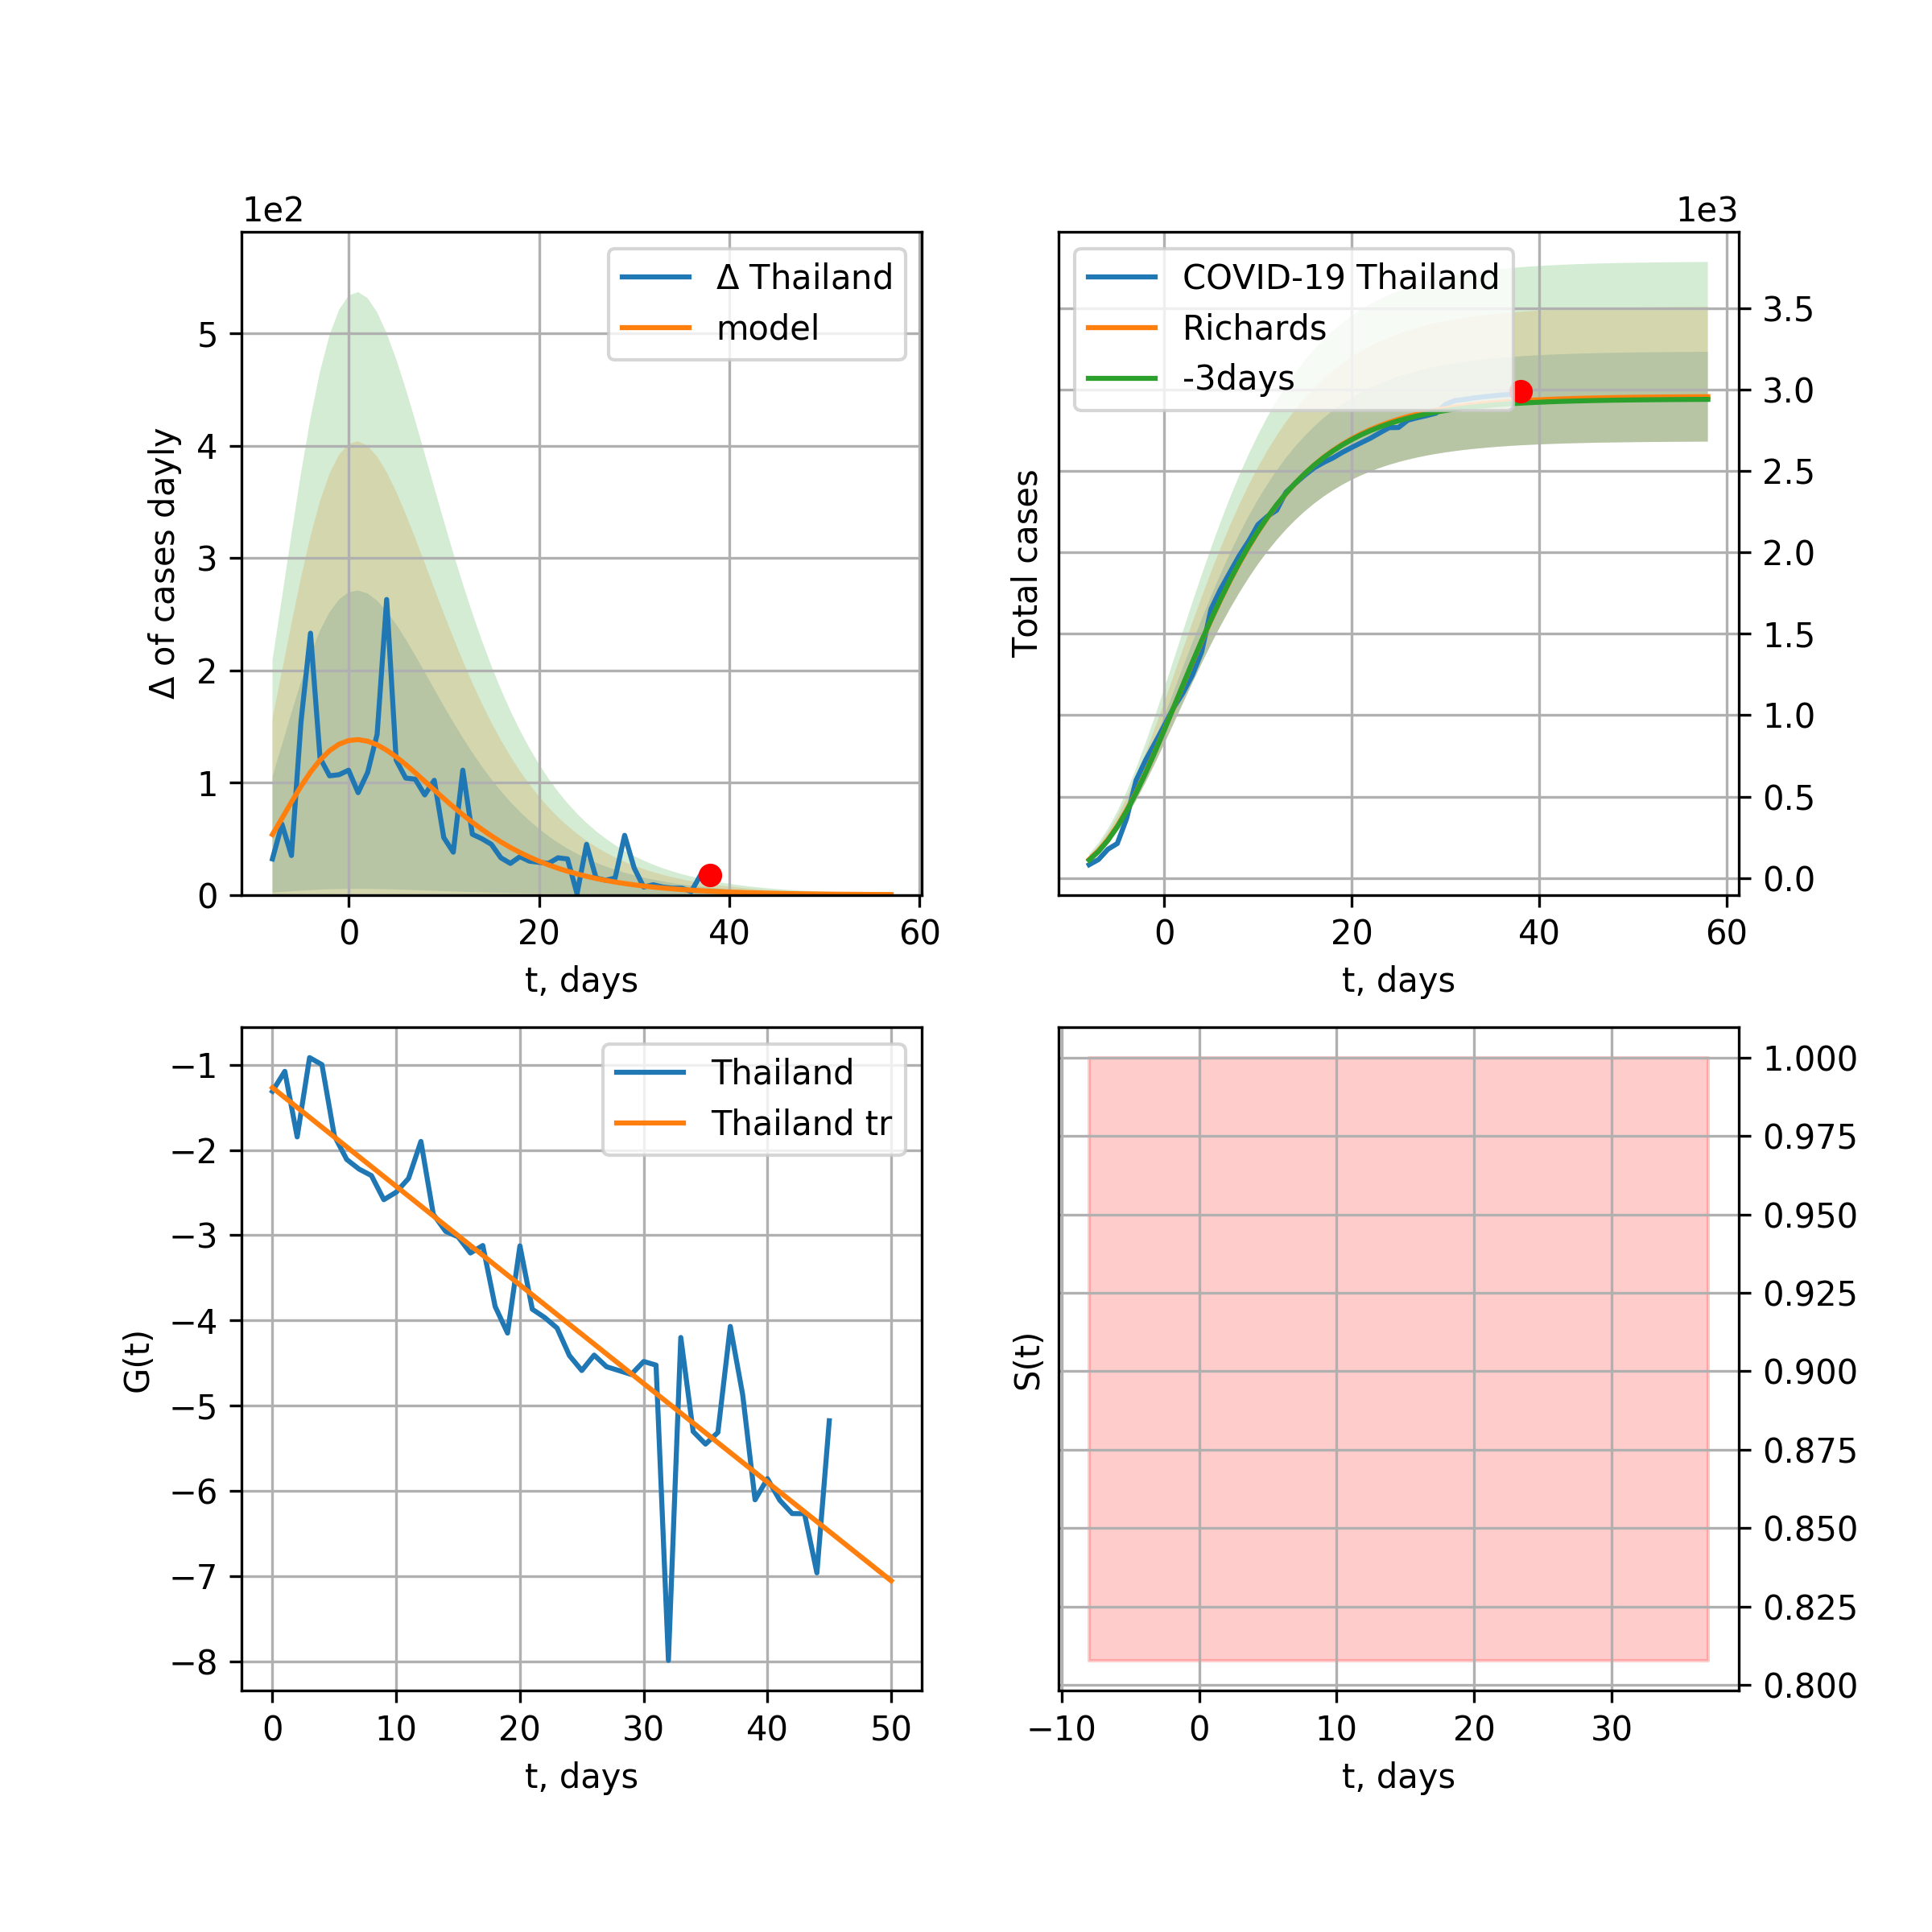 1e2
Δ Thailand
model
5
4
3
2
1
0
Δ of cases dayly
0 20 40 60
t, days
1e3
COVID-19 Thailand
Richards
-3days
3.5
3.0
2.5
2.0
1.5
1.0
0.5
0.0
Total cases
0 20 40 60
t, days
Thailand
Thailand tr
−1
−2
−3
−4
−5
−6
−7
−8
G(t)
0 10 20 30 40 50
t, days
1.000
0.975
0.950
0.925
0.900
0.875
0.850
0.825
0.800
S(t)
−10 0 10 20 30
t, days